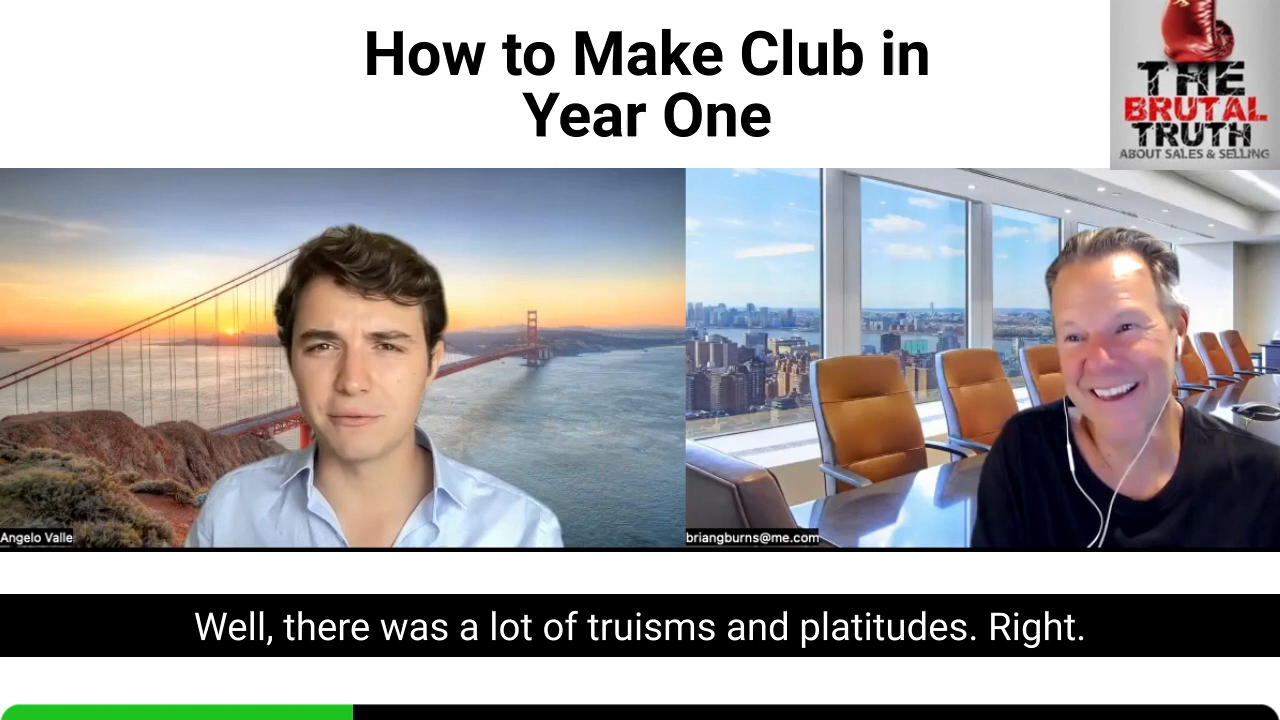 How to Make Club in
Year One
THE
BRUTAL
TRUTH
ABOUT SALES & SELLING
Angelo Valle
briangburns@me.com
Well, there was a lot of truisms and platitudes. Right.